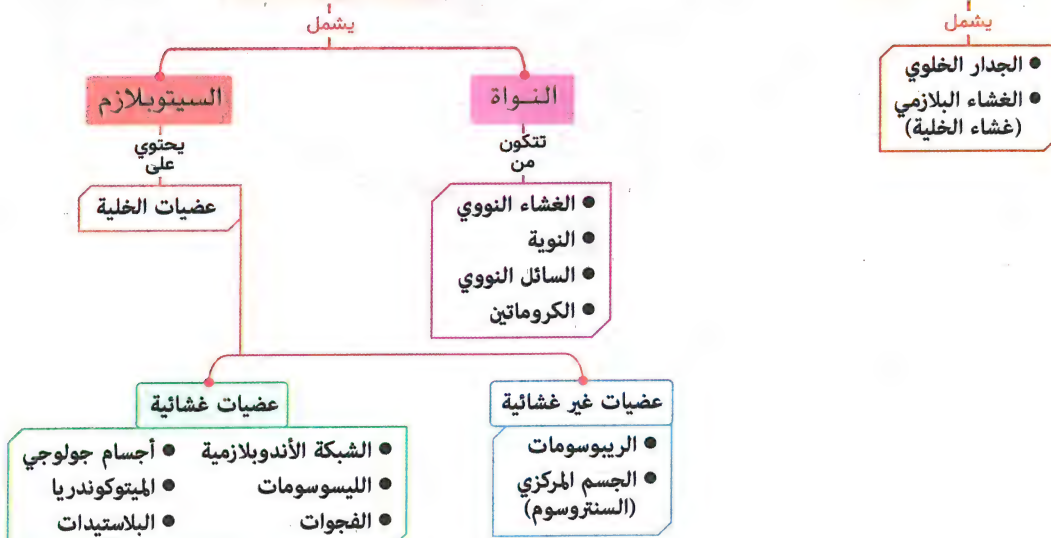 يشمل
الجدار الخلوي
الغشاء البلازمي
(غشاء الخلية)
يشمل
النـواة
تتكون
من
الغشاء النووي
النوية
السائل النووي
الكروماتين
السيتوبلازم
يحتوي
على
عضيات الخلية
عضيات غير غشائية
الريبوسومات
الجسم المركزي
(السنتروسوم)
عضيات غشائية
الشبكة الأندوبلازمية
أجسام جولوجي
الليسوسومات
الميتوكوندريا
الفجوات
البلاستيدات